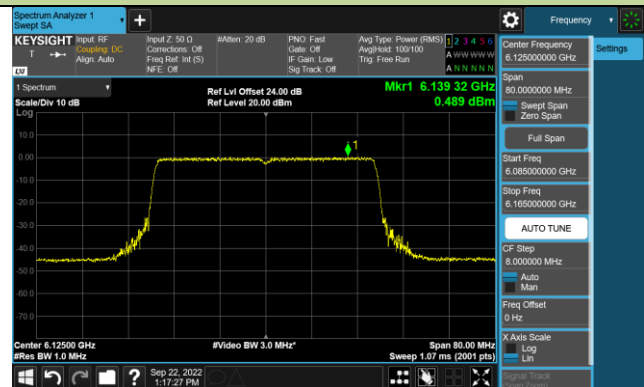 Spectrum Analyzer 1
Swept SA
+
Frequency
KEYSIGHT
Input: RF
Coupling: DC
Align: Auto
Input Z: 50 Ω
Corrections: Off
Freq Ref: Int (S)
NFE: Off
#Atten: 20 dB
PNO: Fast
Gate: Off
IF Gain: Low
Sig Track: Off
Avg Type: Power (RMS)
Avg|Hold: 100/100
Trig: Free Run
1 2 3 4 5 6
A W W W W W
A N N N N N
LXI
1 Spectrum
Scale/Div 10 dB
Log
Ref Lvl Offset 24.00 dB
Ref Level 20.00 dBm
Mkr1 6.139 32 GHz
0.489 dBm
10.0
0.00
-10.0
-20.0
-30.0
-40.0
-50.0
-60.0
-70.0
1
Center 6.12500 GHz
#Res BW 1.0 MHz
#Video BW 3.0 MHz*
Span 80.00 MHz
Sweep 1.07 ms (2001 pts)
Sep 22, 2022
1:17:27 PM
Center Frequency
6.125000000 GHz
Settings
Span
80.0000000 MHz
Swept Span
Zero Span
Full Span
Start Freq
6.085000000 GHz
Stop Freq
6.165000000 GHz
AUTO TUNE
CF Step
8.000000 MHz
Auto
Man
Freq Offset
0 Hz
X Axis Scale
Log
Lin
Signal Track
(Span Zoom)